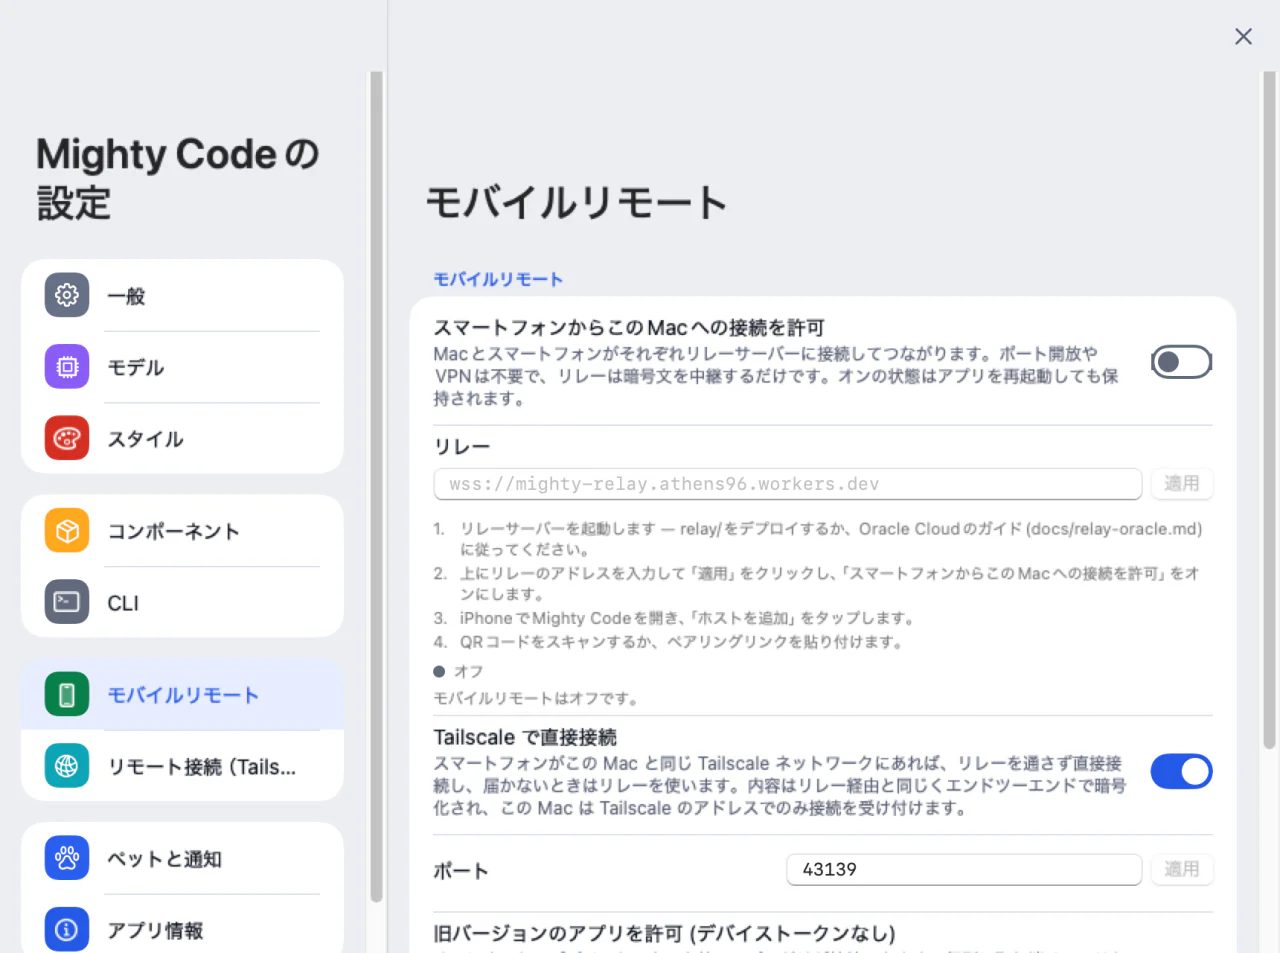 Mighty Code の
設定
一般
モデル
スタイル
コンポーネント
CLI
モバイルリモート
リモート接続 (Tails...
ペットと通知
アプリ情報
モバイルリモート
モバイルリモート
スマートフォンからこの Mac への接続を許可
Mac とスマートフォンがそれぞれリレーサーバーに接続してつながります。ポート開放や
VPN は不要で、リレーは暗号文を中継するだけです。オンの状態はアプリを再起動しても保
持されます。
リレー
wss://mighty-relay.athens96.workers.dev
適用
1. リレーサーバーを起動します — relay/ をデプロイするか、Oracle Cloud のガイド (docs/relay-oracle.md)
に従ってください。
2. 上にリレーのアドレスを入力して「適用」をクリックし、「スマートフォンからこの Mac への接続を許可」をオ
ンにします。
3. iPhone で Mighty Code を開き、「ホストを追加」をタップします。
4. QR コードをスキャンするか、ペアリングリンクを貼り付けます。
オフ
モバイルリモートはオフです。
Tailscale で直接接続
スマートフォンがこの Mac と同じ Tailscale ネットワークにあれば、リレーを通さず直接接
続し、届かないときはリレーを使います。内容はリレー経由と同じくエンドツーエンドで暗号
化され、この Mac は Tailscale のアドレスでのみ接続を受け付けます。
ポート
43139
適用
旧バージョンのアプリを許可 (デバイストークンなし)